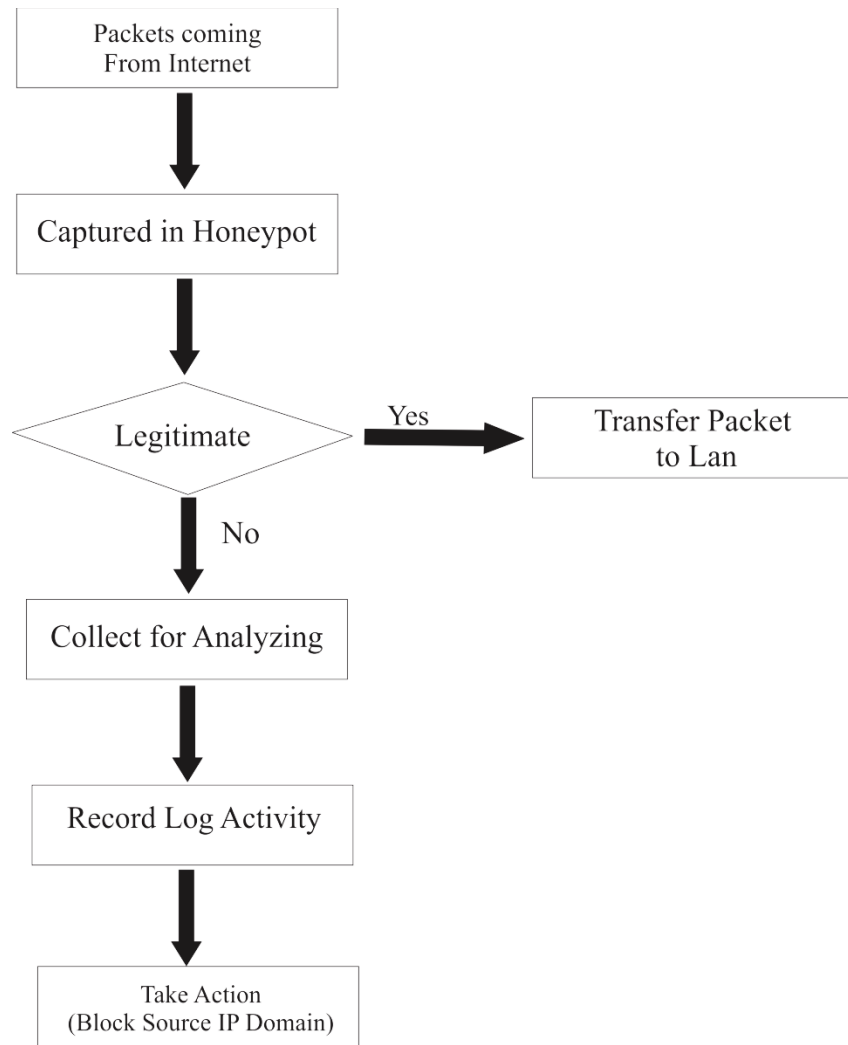 Packets coming
From Internet
Captured in Honeypot
Legitimate
Yes
Transfer Packet
to Lan
No
Collect for Analyzing
Record Log Activity
Take Action
(Block Source IP Domain)